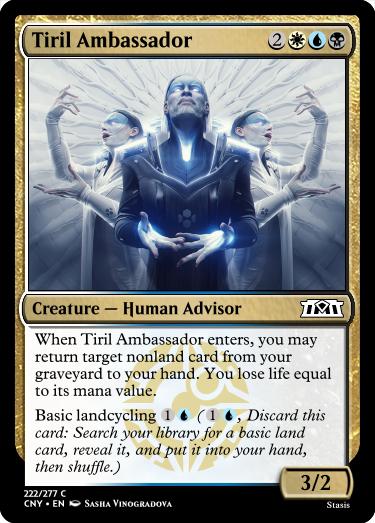 Tiril Ambassador
2
Creature — Human Advisor
When Tiril Ambassador enters, you may
return target nonland card from your
graveyard to your hand. You lose life equal
to its mana value.
Basic landcycling 1 ( 1 , Discard this
card: Search your library for a basic land
card, reveal it, and put it into your hand,
then shuffle.)
3/2
222/277 C
CNY • EN Sasha Vinogradova
Stasis